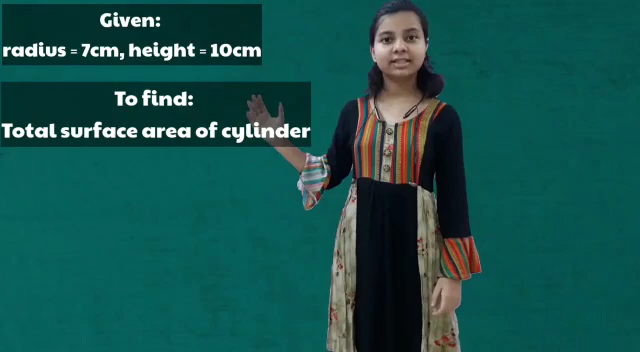 Given:
radius = 7cm, height = 10cm
To find:
Total surface area of cylinder